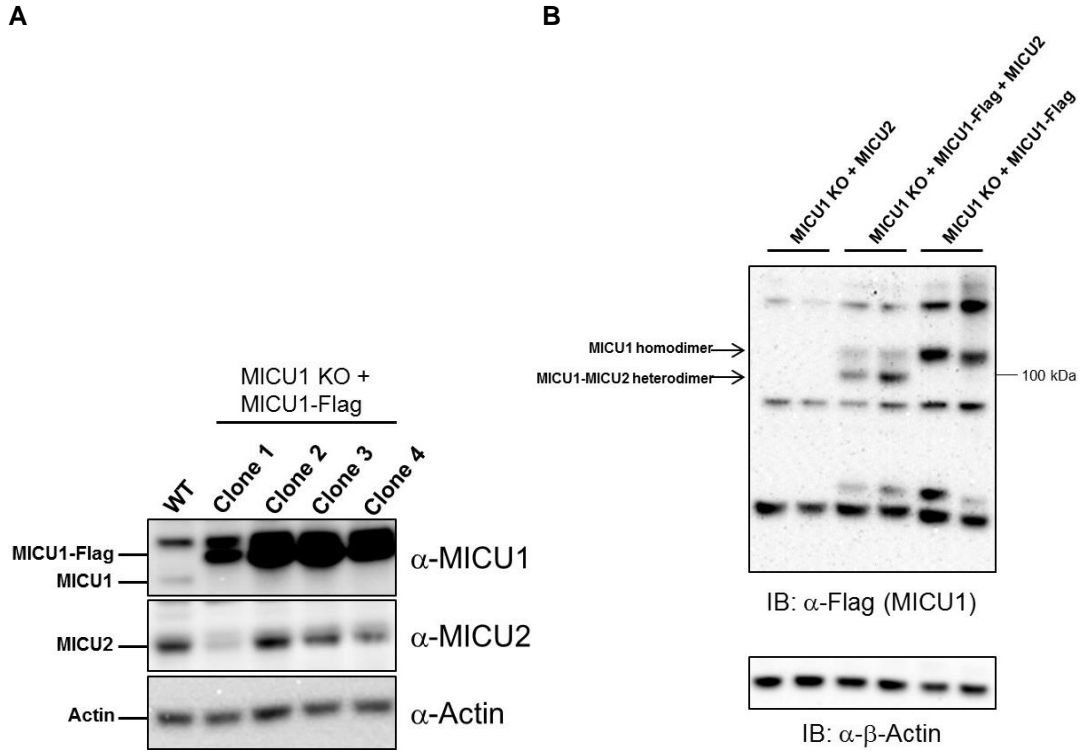 A
MICU1 KO +
MICU1-Flag
WT
Clone 1
Clone 2
Clone 3
Clone 4
MICU1-Flag
MICU1
α-MICU1
MICU2
α-MICU2
Actin
α-Actin
B
MICU1 KO + MICU2
MICU1 KO + MICU1-Flag + MICU2
MICU1 KO + MICU1-Flag
MICU1 homodimer
MICU1-MICU2 heterodimer
100 kDa
IB: α-Flag (MICU1)
IB: α-β-Actin